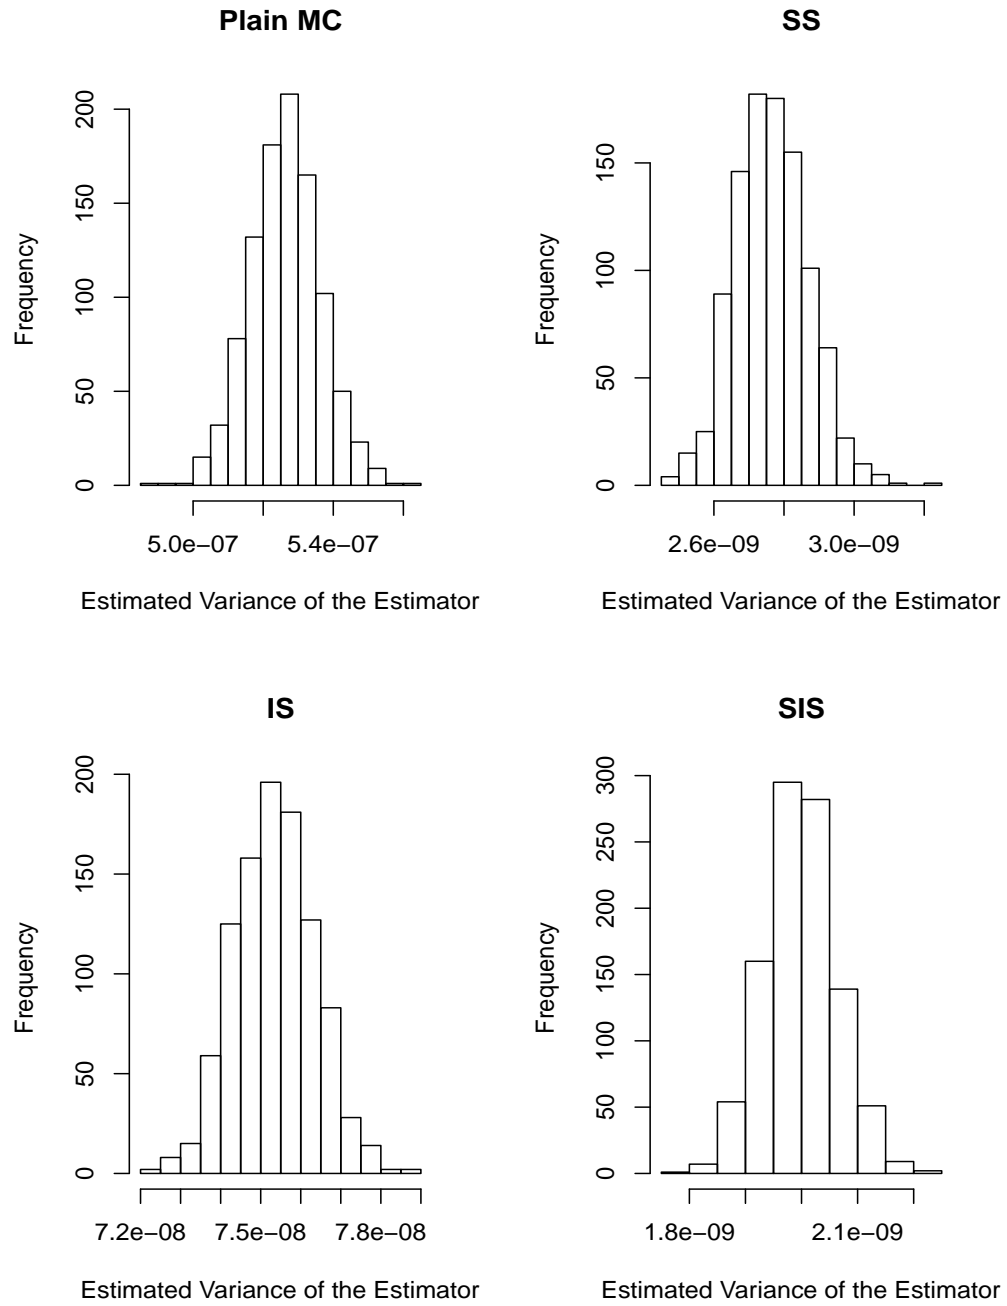 Plain MC
Frequency
200
150
100
50
0
5.0e−07 5.4e−07
Estimated Variance of the Estimator
SS
Frequency
150
100
50
0
2.6e−09 3.0e−09
Estimated Variance of the Estimator
IS
Frequency
200
150
100
50
0
7.2e−08 7.5e−08 7.8e−08
Estimated Variance of the Estimator
SIS
Frequency
300
250
200
150
100
50
0
1.8e−09 2.1e−09
Estimated Variance of the Estimator